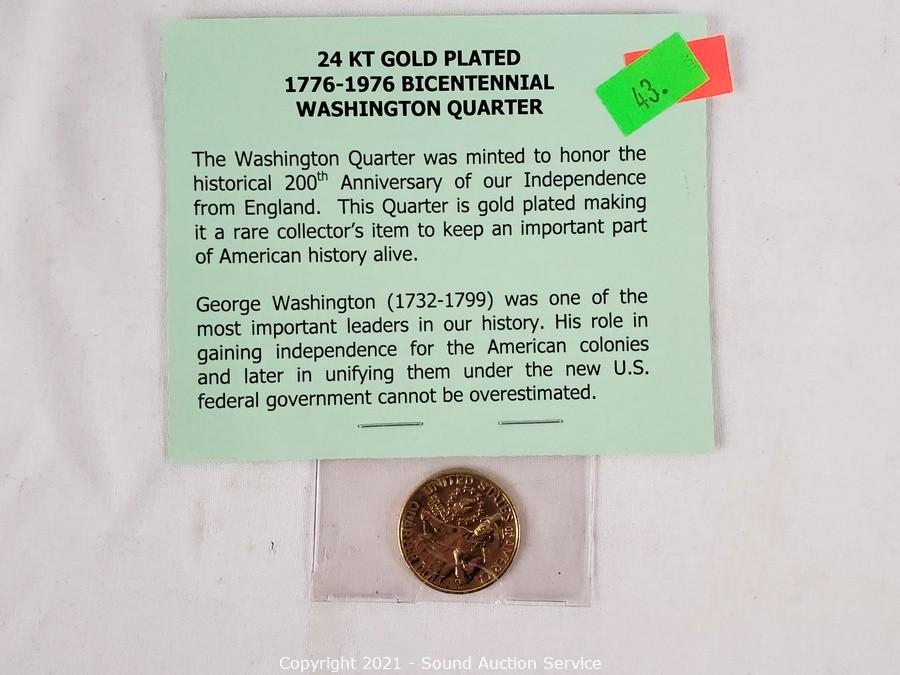 24 KT GOLD PLATED
1776-1976 BICENTENNIAL
WASHINGTON QUARTER
43.
The Washington Quarter was minted to honor the
historical 200th Anniversary of our Independence
from England. This Quarter is gold plated making
it a rare collector's item to keep an important part
of American history alive.
George Washington (1732-1799) was one of the
most important leaders in our history. His role in
gaining independence for the American colonies
and later in unifying them under the new U.S.
federal government cannot be overestimated.
UNITED STATES OF AMERICA
QUARTER DOLLAR
Copyright 2021 - Sound Auction Service